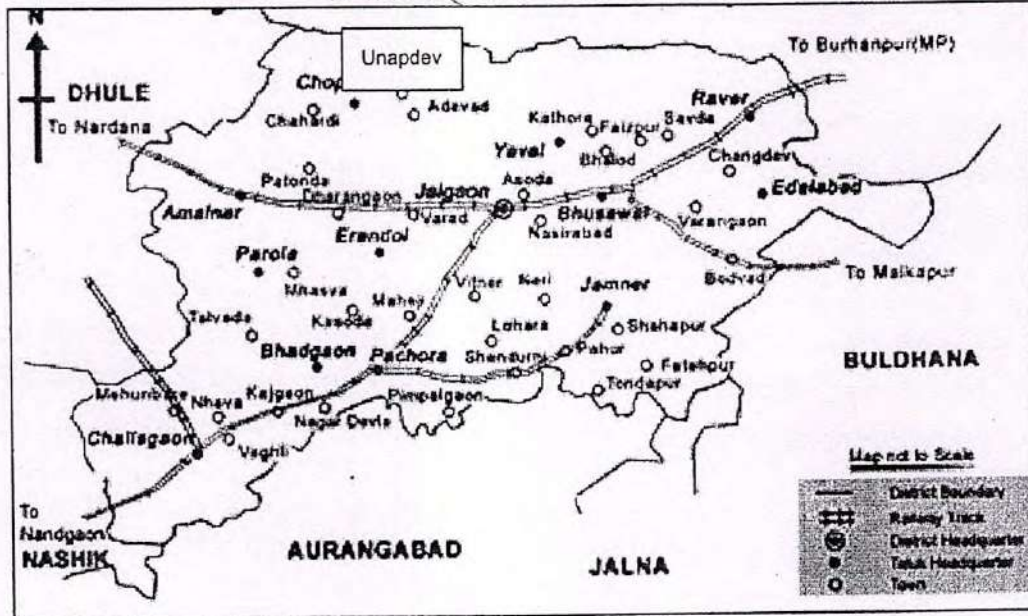 N
To Burhanpur(MP)
Unapdev
DHULE
Chop
Adavad
Raver
Chahardi
Kathora
Faizpur
Savda
To Nardana
Yaval
Bhalod
Changdev
Patonda
Asoda
Edalabad
Dharangaon
Jalgaon
Amalner
Varad
Bhusawal
Varangaon
Nasirabad
Erandol
Parola
Bodvad
To Malkapur
Mhasva
Vitner
Neri
Jamner
Kasoda
Maheji
Talvada
Lohara
Shahapur
Bhadgaon
Pachora
Shendurni
Pahur
BULDHANA
Fatehpur
Tondapur
Mehunbare
Nhava
Kajgaon
Pimpalgaon
Nagar Devla
Chalisgaon
Vaghli
Map not to Scale
District Boundary
To
Nandgaon
Railway Track
NASHIK
AURANGABAD
JALNA
District Headquarter
Taluk Headquarter
Town